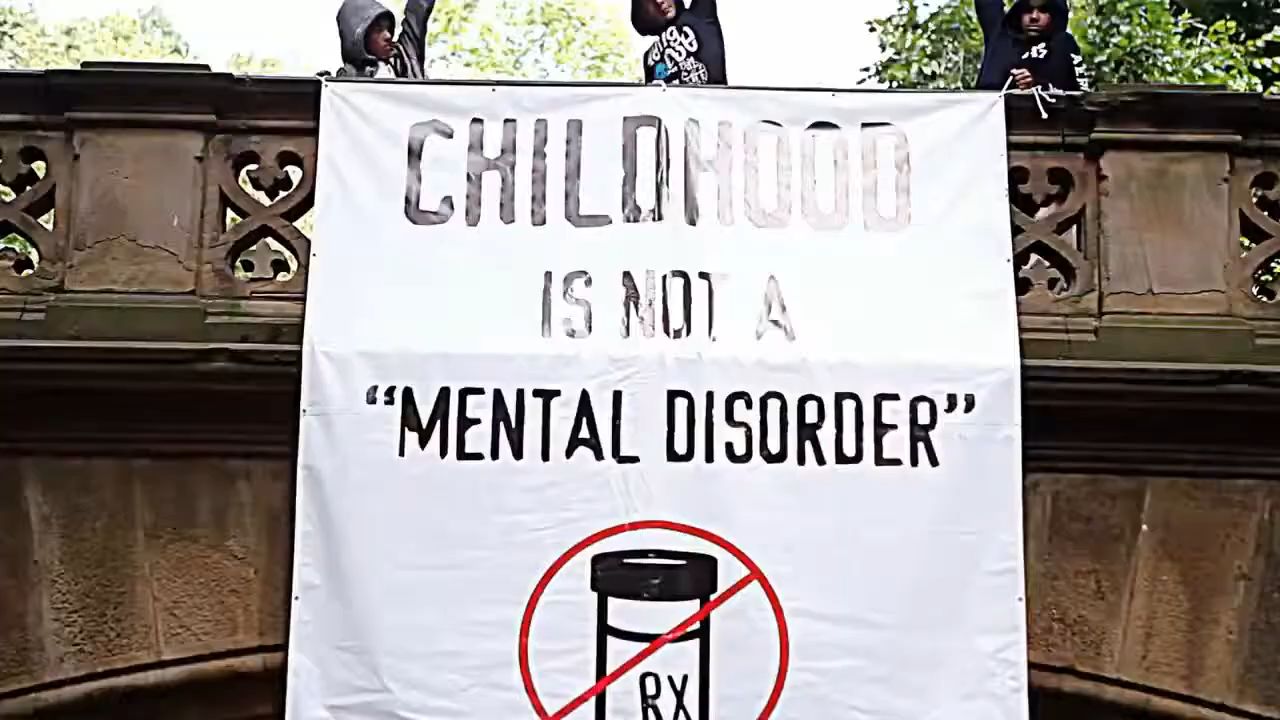 CHILDHOOD
IS NOT A
“MENTAL DISORDER”
RX